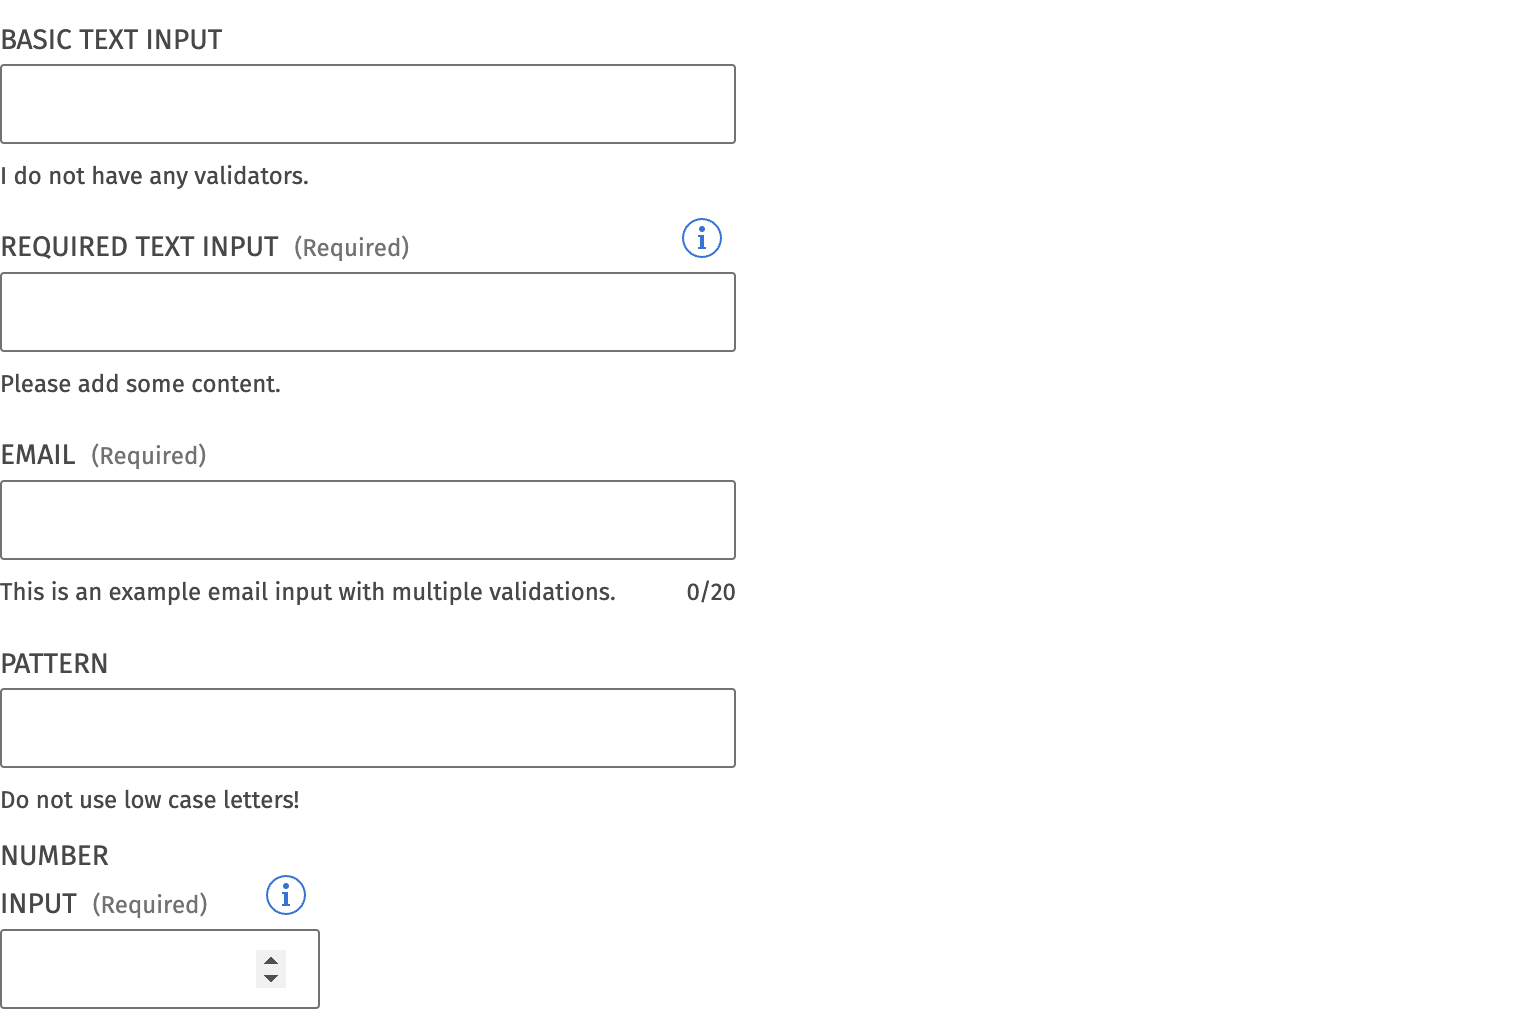 BASIC TEXT INPUT
I do not have any validators.
REQUIRED TEXT INPUT (Required)
Please add some content.
EMAIL (Required)
This is an example email input with multiple validations. 0/20
PATTERN
Do not use low case letters!
NUMBER
INPUT (Required)